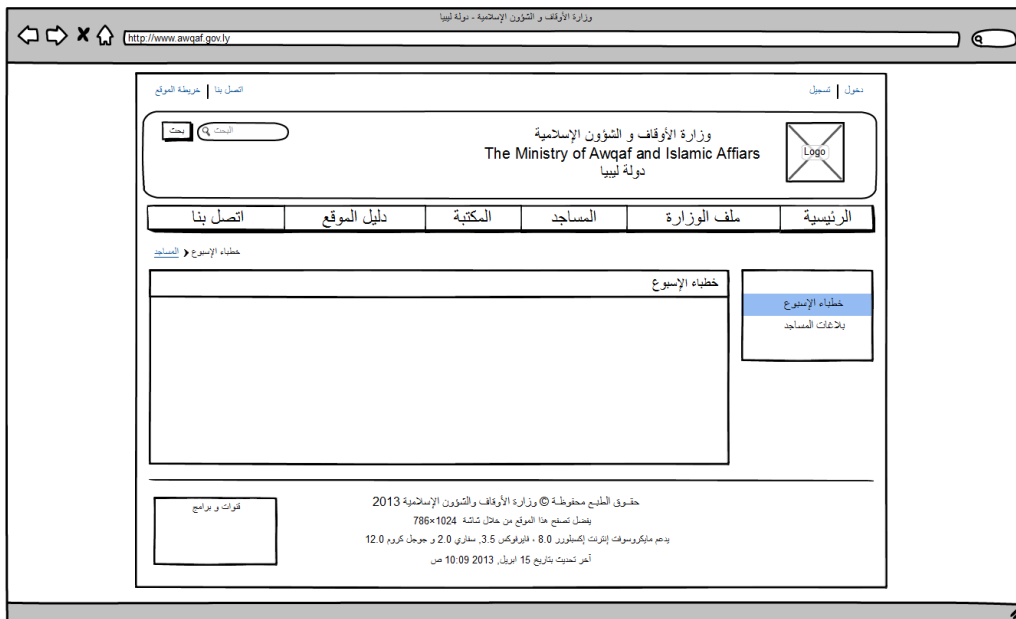 وزارة الأوقاف و الشؤون الإسلامية - دولة ليبيا
http://www.awqaf.gov.ly
دخول | تسجيل
اتصل بنا | خريطة الموقع
Logo
وزارة الأوقاف و الشؤون الإسلامية
The Ministry of Awqaf and Islamic Affiars
دولة ليبيا
البحث
بحث
الرئيسية
ملف الوزارة
المساجد
المكتبة
دليل الموقع
اتصل بنا
خطباء الإسبوع
المساجد
خطباء الإسبوع
بلاغات المساجد
خطباء الإسبوع
حقـوق الطبـع محفوظـة © وزارة الأوقاف والشؤون الإسلامية 2013
يفضل تصفح هذا الموقع من خلال شاشة 1024×786
يدعم مايكروسوفت إنترنت إكسبلورر 8.0 ، فايرفوكس 3.5, سفاري 2.0 و جوجل كروم 12.0
آخر تحديث بتاريخ 15 ابريل, 2013 10:09 ص
قنوات و برامج